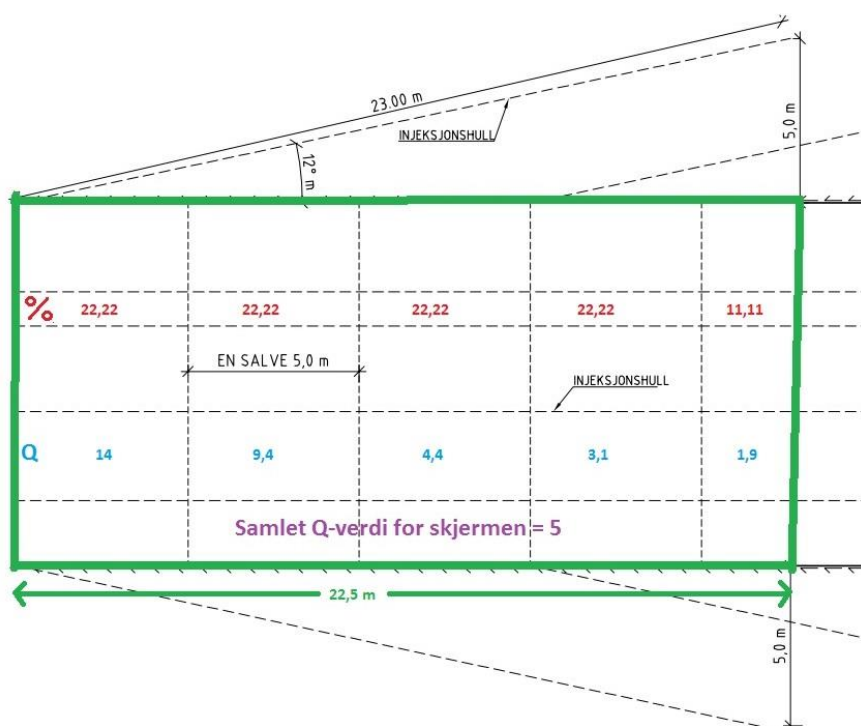 23.00 m
INJEKSJONSHULL
5,0 m
12° m
% 22,22 22,22 22,22 22,22 11,11
EN SALVE 5,0 m
INJEKSJONSHULL
Q 14 9,4 4,4 3,1 1,9
Samlet Q-verdi for skjermen = 5
22,5 m
5,0 m